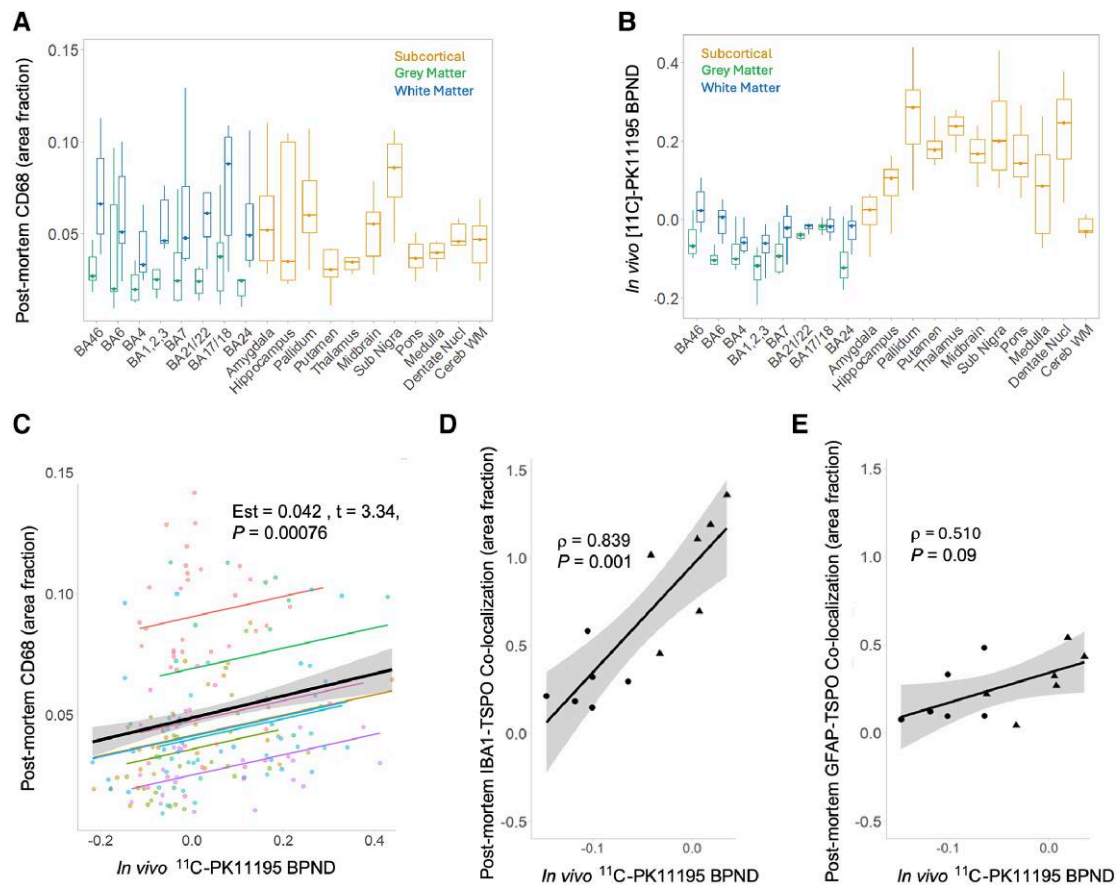 A
Post-mortem CD68 (area fraction)
0.15
0.10
0.05
Subcortical
Grey Matter
White Matter
BA46
BA6
BA4
BA1,2,3
BA7
BA21/22
BA17/18
BA24
Amygdala
Hippocampus
Pallidum
Putamen
Thalamus
Midbrain
Sub Nigra
Pons
Medulla
Dentate Nucl
Cereb WM
B
In vivo [11C]-PK11195 BPND
0.4
0.2
0.0
-0.2
Subcortical
Grey Matter
White Matter
BA46
BA6
BA4
BA1,2,3
BA7
BA21/22
BA17/18
BA24
Amygdala
Hippocampus
Pallidum
Putamen
Thalamus
Midbrain
Sub Nigra
Pons
Medulla
Dentate Nucl
Cereb WM
C
Post-mortem CD68 (area fraction)
0.15
0.10
0.05
Est = 0.042 , t = 3.34,
P = 0.00076
-0.2 0.0 0.2 0.4
In vivo ¹¹C-PK11195 BPND
D
Post-mortem IBA1-TSPO Co-localization (area fraction)
1.5
1.0
0.5
0.0
-0.5
ρ = 0.839
P = 0.001
-0.1 0.0
In vivo ¹¹C-PK11195 BPND
E
Post-mortem GFAP-TSPO Co-localization (area fraction)
1.5
1.0
0.5
0.0
-0.5
ρ = 0.510
P = 0.09
-0.1 0.0
In vivo ¹¹C-PK11195 BPND